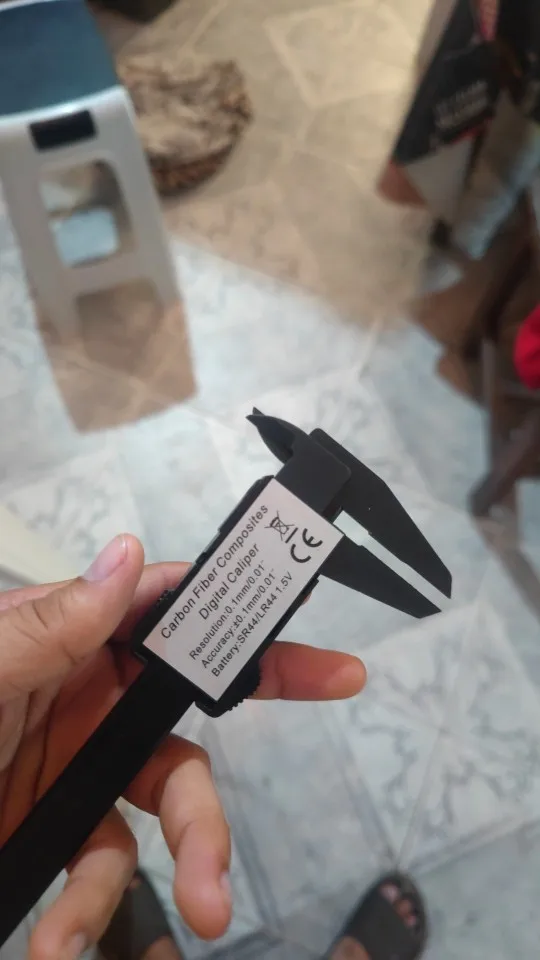 Carbon Fiber Composites
Digital Caliper
Resolution:0.1mm/0.01"
Accuracy:±0.1mm/0.01"
Battery:SR44/LR44 1.5V
CE